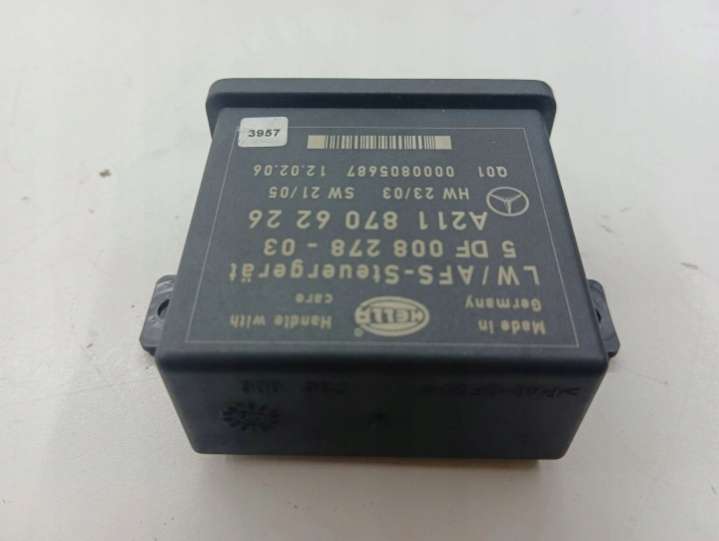 Made in
Germany
HELLA
Handle with
care
LW/AFS-Steuergerät
5 DF 008 278 - 03
A211 870 62 26
HW 23/03 SW 21/05
Q01 0000805687 12.02.06
3957